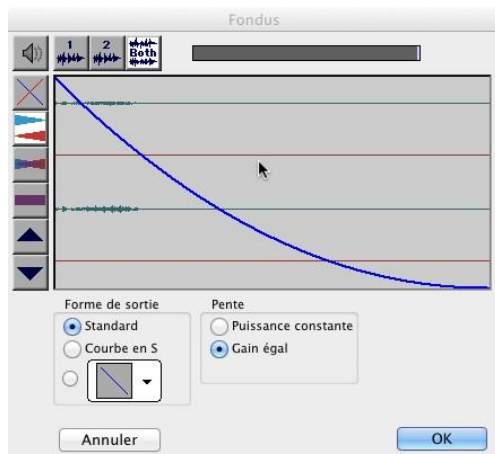 Fondus
1
2
Both
Forme de sortie
Pente
Standard
Puissance constante
Courbe en S
Gain égal
Annuler
OK